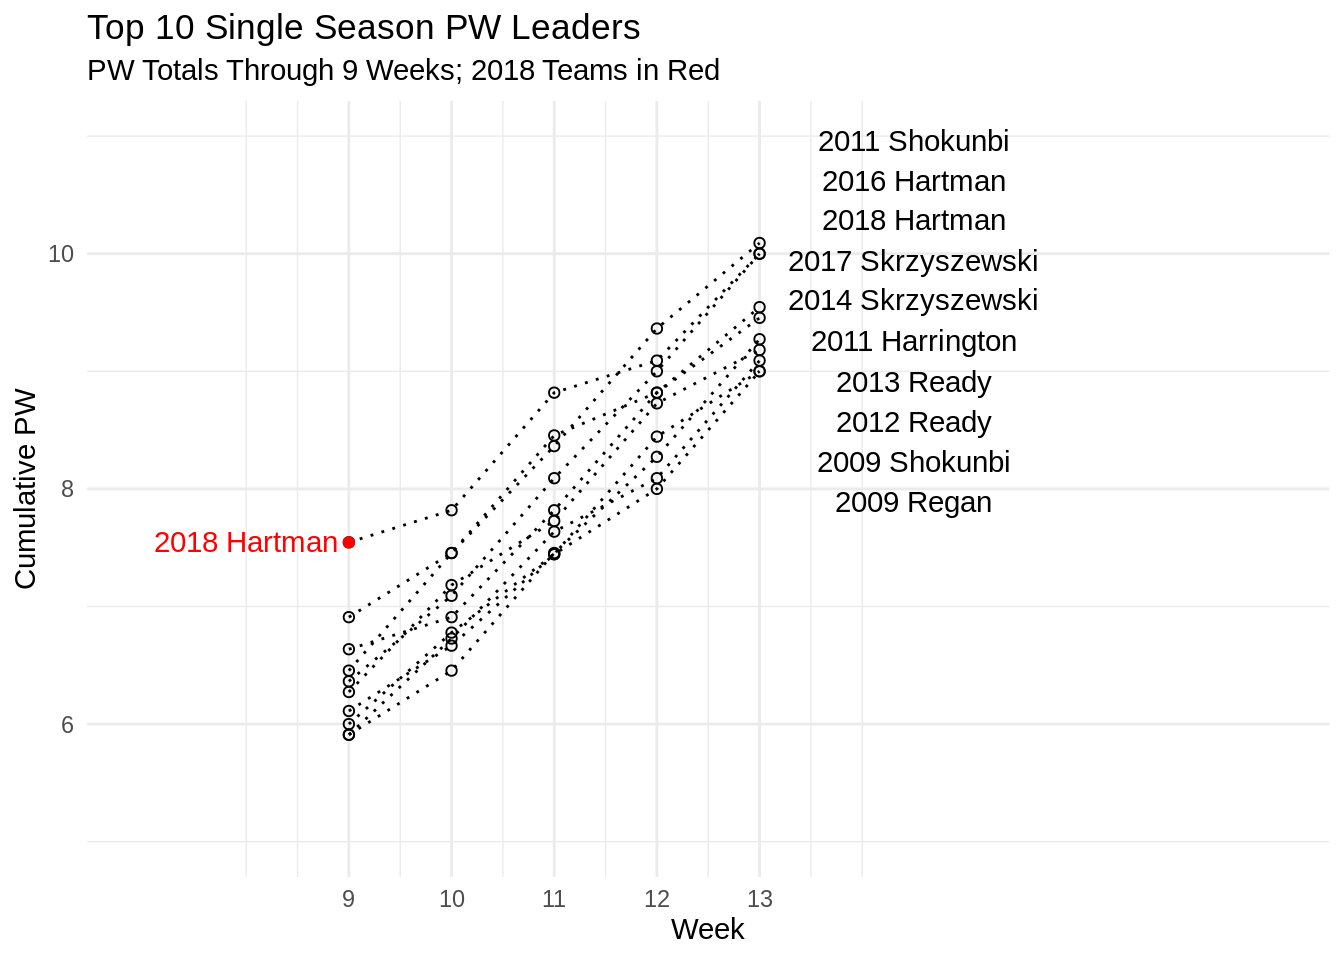 Top 10 Single Season PW Leaders
PW Totals Through 9 Weeks; 2018 Teams in Red
2011 Shokunbi
2016 Hartman
2018 Hartman
2017 Skrzyszewski
2014 Skrzyszewski
2011 Harrington
2013 Ready
2012 Ready
2009 Shokunbi
2009 Regan
2018 Hartman
Cumulative PW
10
8
6
9 10 11 12 13
Week